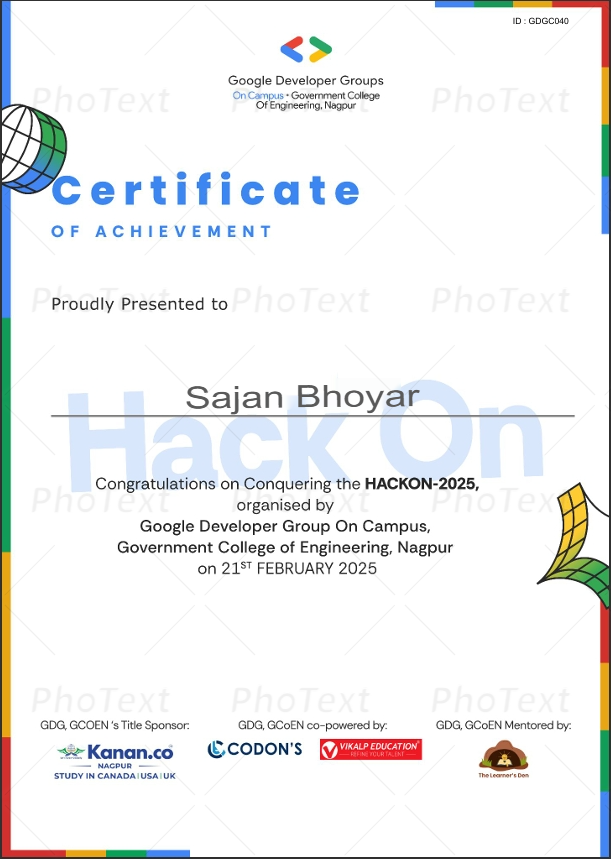 ID : GDGC040
Google Developer Groups
On Campus • Government College
Of Engineering, Nagpur
PhoText PhoText PhoText
Certificate
OF ACHIEVEMENT
PhoText PhoText PhoText
Proudly Presented to
Hack On
Sajan Bhoyar
Congratulations on Conquering the HACKON-2025,
PhoText PhoText PhoText
organised by
Google Developer Group On Campus,
Government College of Engineering, Nagpur
on 21ST FEBRUARY 2025
PhoText PhoText PhoText
GDG, GCOEN 's Title Sponsor:
GDG, GCoEN co-powered by:
GDG, GCoEN Mentored by:
Kanan.co
NAGPUR
STUDY IN CANADA | USA | UK
CODON'S
VIKALP EDUCATION
REFINE YOUR TALENT
The Learner's Den